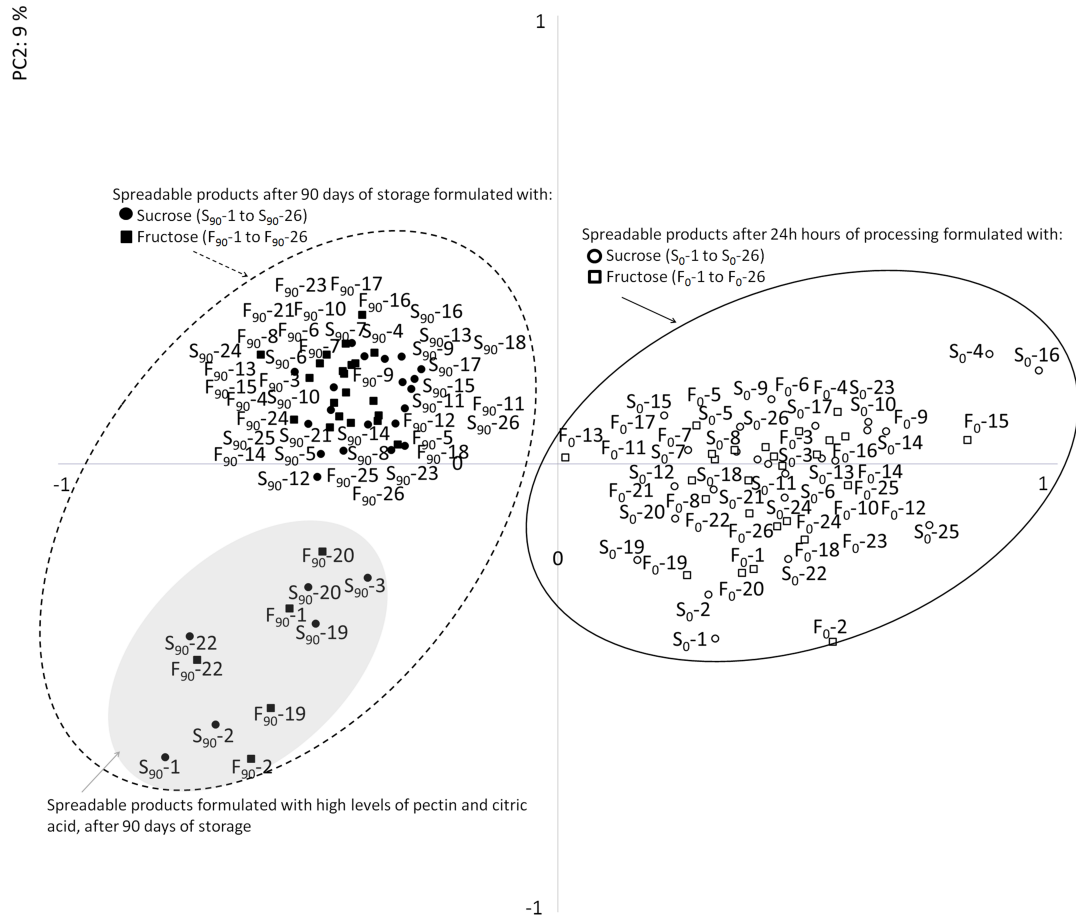 PC2: 9 %
1
Spreadable products after 90 days of storage formulated with:
Sucrose (S90-1 to S90-26)
Fructose (F90-1 to F90-26
Spreadable products after 24h hours of processing formulated with:
Sucrose (S0-1 to S0-26)
Fructose (F0-1 to F0-26
F90-23 F90-17
F90-16 S90-16
F90-21 F90-10
F90-8 F90-6 S90-7 S90-4 S90-13 S90-18
S90-24 S90-6 F90-7 S90-9
F90-13 F90-3 F90-9 S90-17
F90-15 S90-15
F90-4 S90-10 S90-11 F90-11
F90-24 F90-12 S90-26
S90-25 S90-21 S90-14 F90-5
F90-14 S90-5 S90-8 F90-18
S90-12 F90-25 S90-23
F90-26
-1
0
S0-4 S0-16
S0-15 F0-5 S0-9 F0-6 F0-4 S0-23
F0-17 S0-5 S0-26 S0-17 S0-10 F0-9 F0-15
F0-13 F0-11 F0-7 S0-7 S0-8 F0-3 S0-3 F0-16 S0-14
S0-12 S0-18 S0-11 S0-13 F0-14
F0-21 F0-8 S0-21 S0-6 F0-25
S0-20 F0-22 S0-24 F0-10 F0-12
F0-26 F0-24 S0-25
S0-19 F0-19 F0-1 F0-18 F0-23
S0-22
F0-20
S0-2
S0-1 F0-2
1
0
F90-20
S90-20 S90-3
F90-1
S90-19
S90-22
F90-22
F90-19
S90-2
S90-1 F90-2
Spreadable products formulated with high levels of pectin and citric
acid, after 90 days of storage
-1